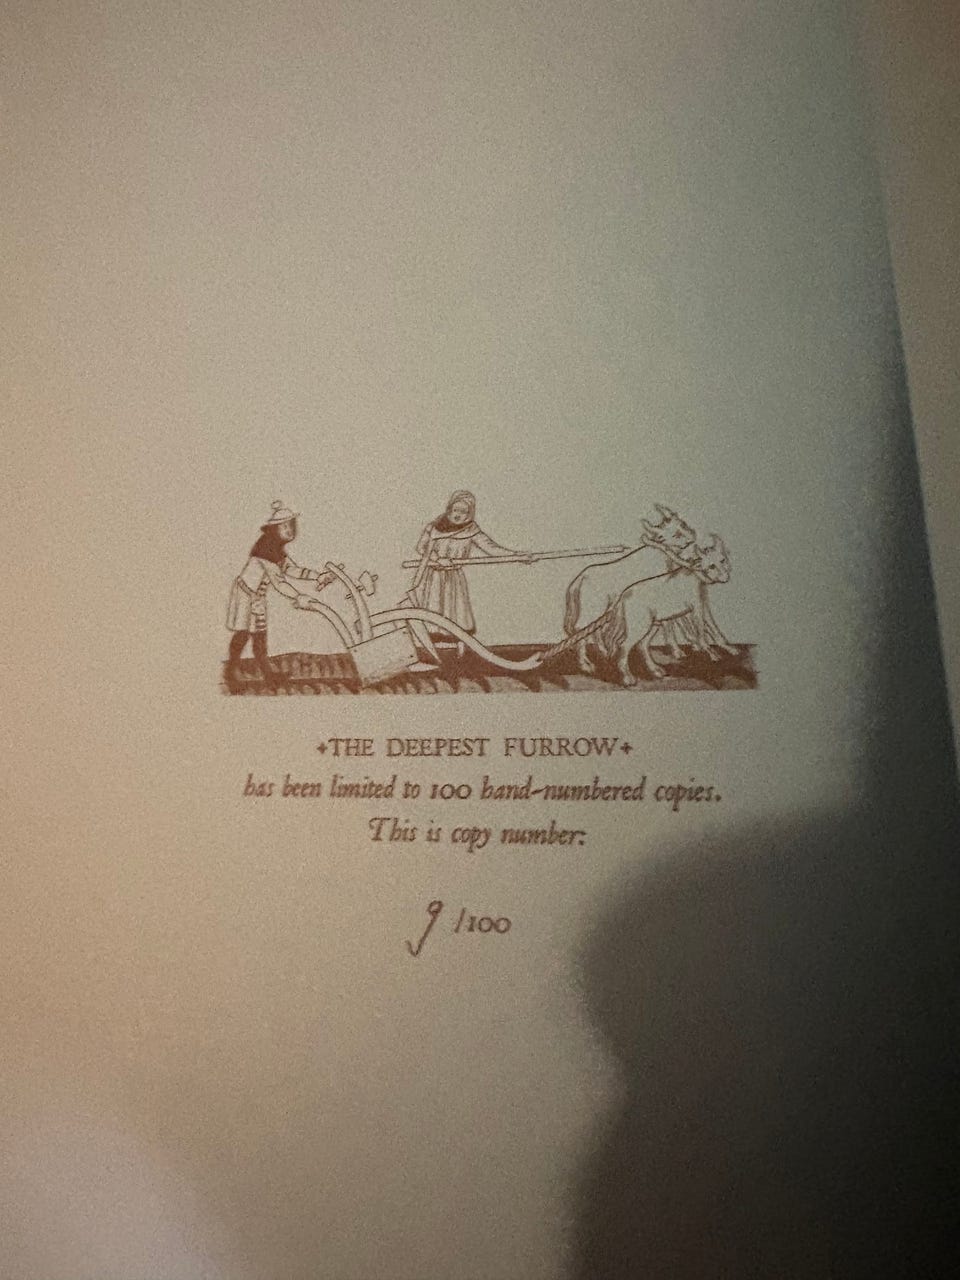 +THE DEEPEST FURROW+
has been limited to 100 hand-numbered copies.
This is copy number:
9 /100